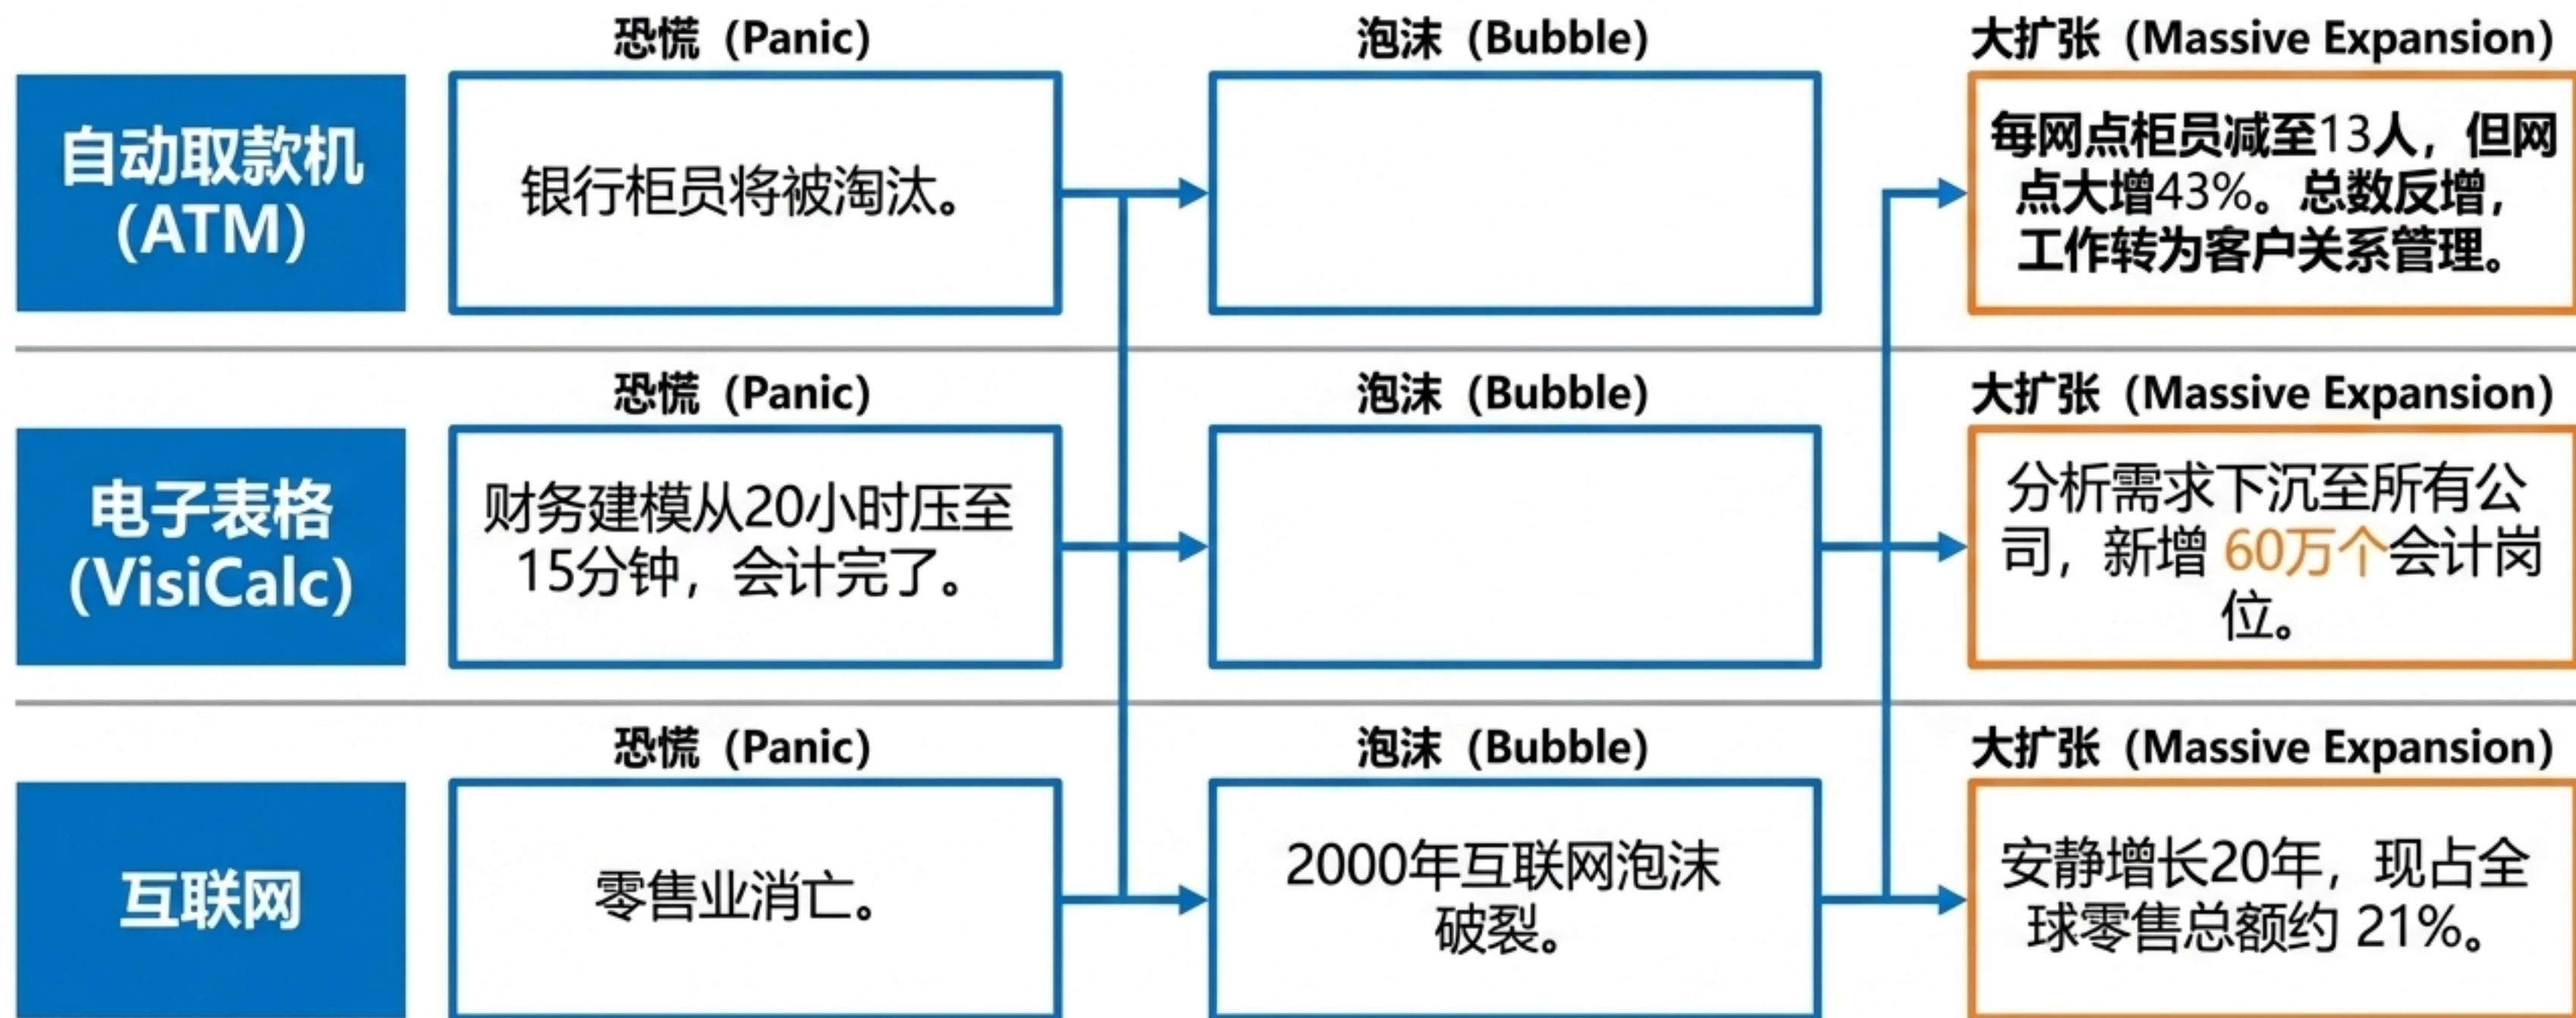 恐慌（Panic）
泡沫（Bubble）
大扩张（Massive Expansion）
自动取款机
（ATM）
银行柜员将被淘汰。
每网点柜员减至13人，但网
点大增43%。总数反增，
工作转为客户关系管理。
恐慌（Panic）
泡沫（Bubble）
大扩张（Massive Expansion）
电子表格
（VisiCalc）
财务建模从20小时压至
15分钟，会计完了。
分析需求下沉至所有公
司，新增 60万个会计岗
位。
恐慌（Panic）
泡沫（Bubble）
大扩张（Massive Expansion）
互联网
零售业消亡。
2000年互联网泡沫
破裂。
安静增长20年，现占全
球零售总额约 21%。